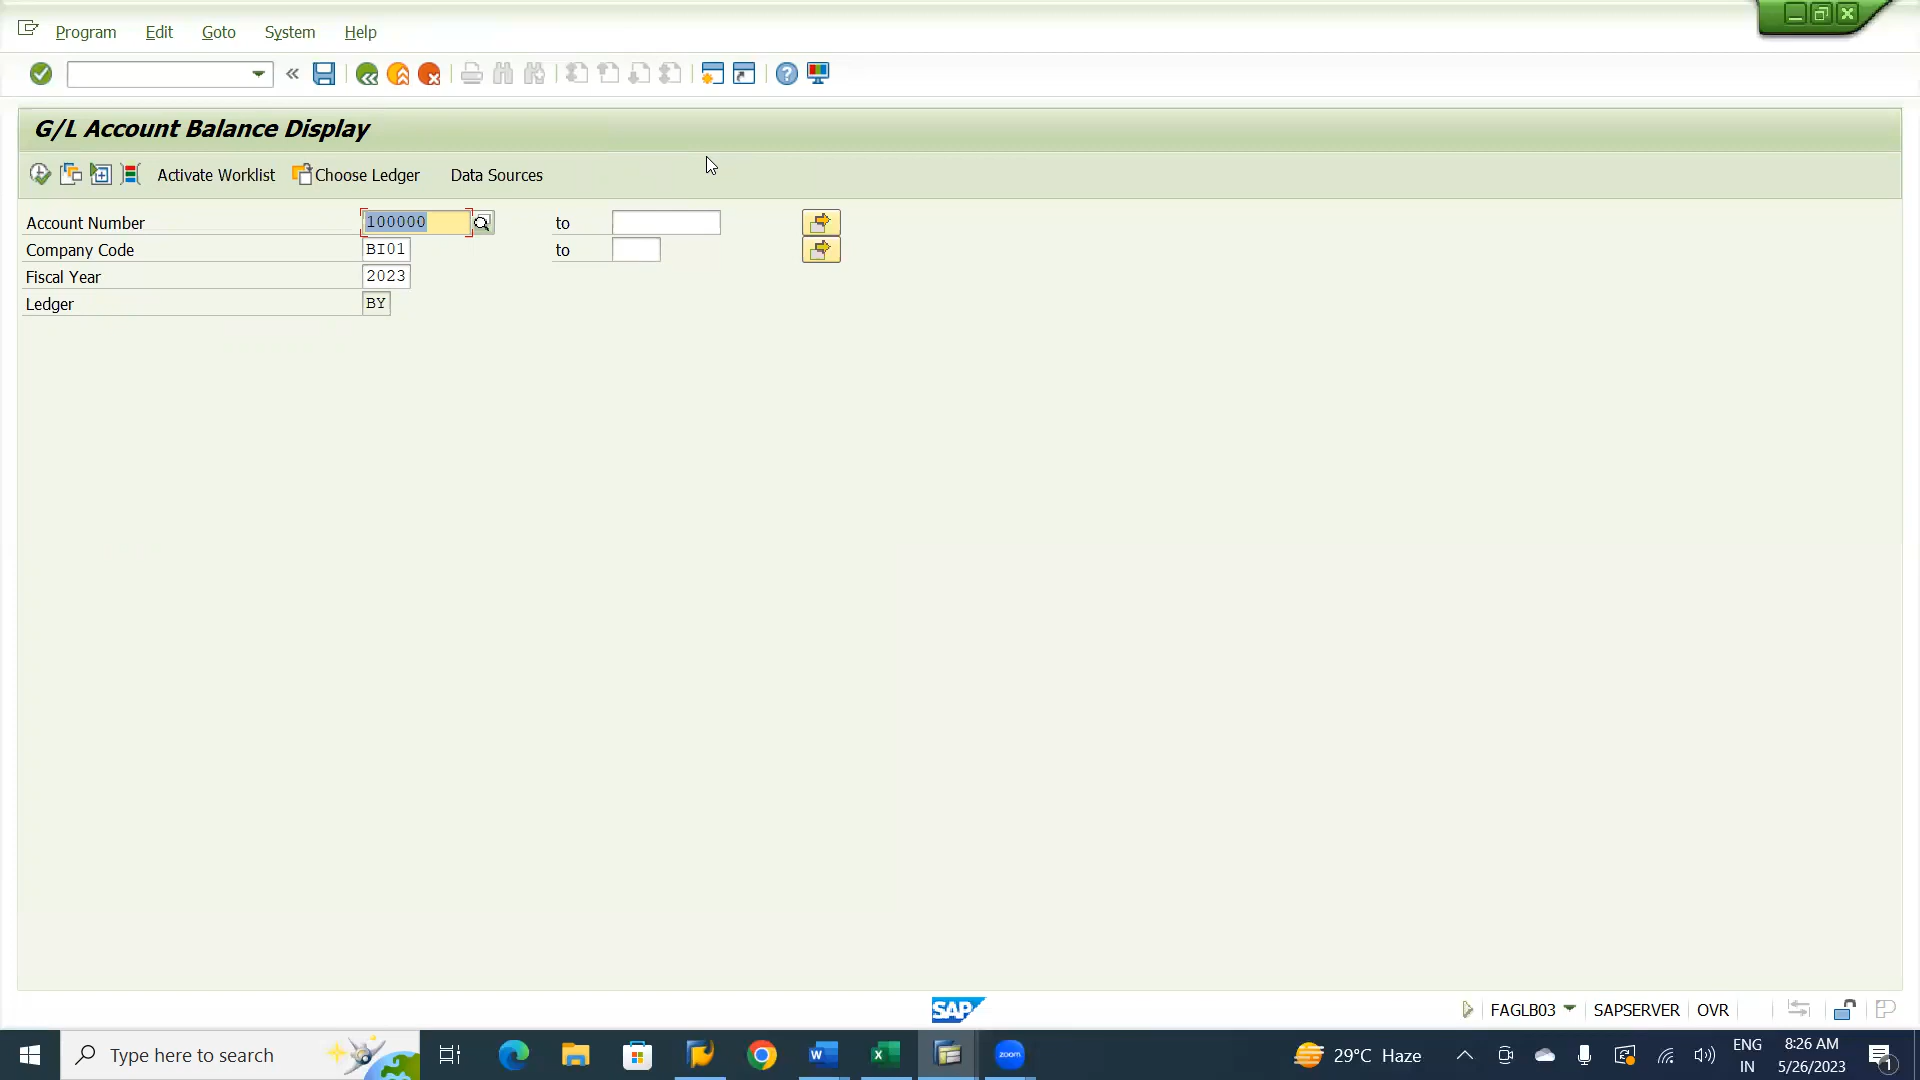 Program Edit Goto System Help
G/L Account Balance Display
Activate Worklist Choose Ledger Data Sources
Account Number 100000 to
Company Code BI01 to
Fiscal Year 2023
Ledger BY
SAP FAGLB03 SAPSERVER OVR
Type here to search zoom 29°C Haze ENG IN 8:26 AM 5/26/2023 1